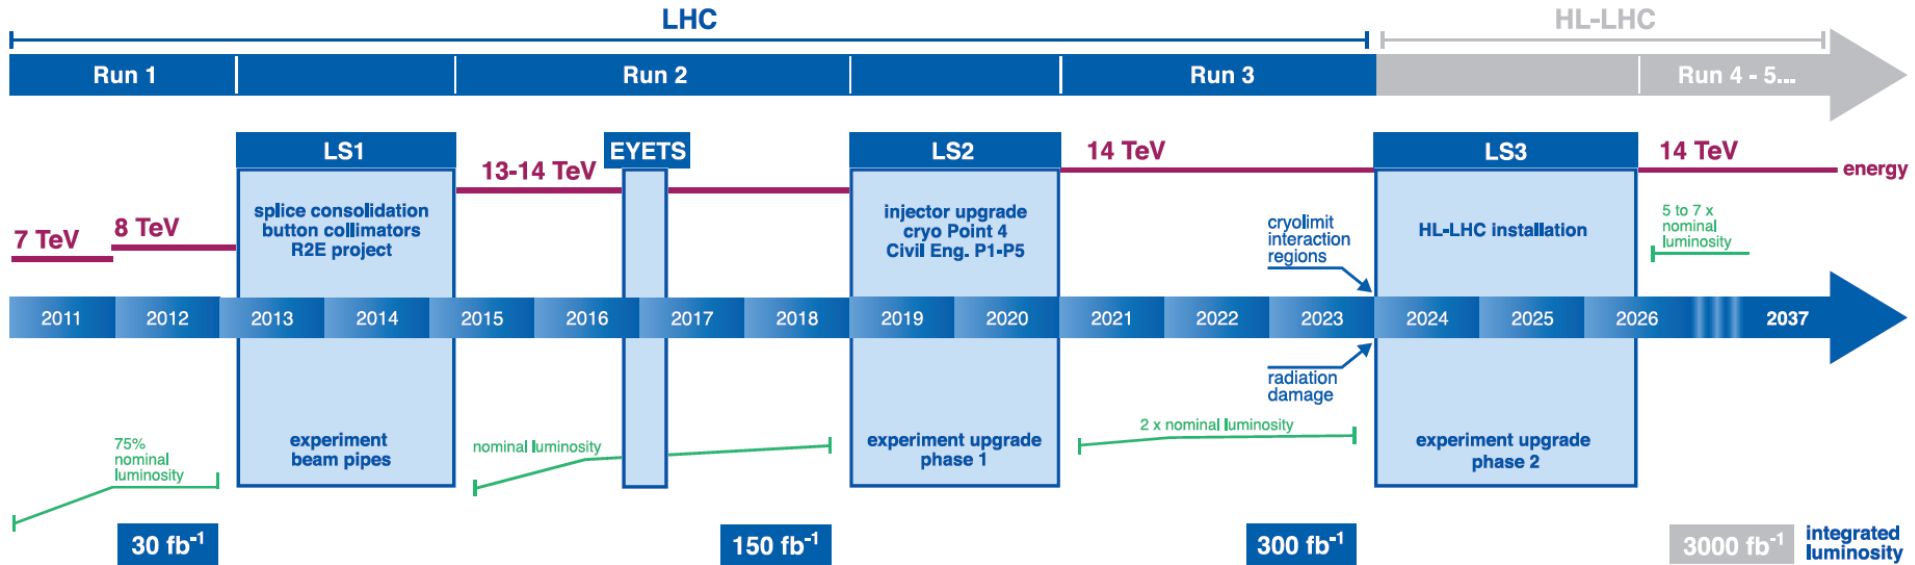 LHC
HL-LHC
Run 1
Run 2
Run 3
Run 4 - 5...
LS1
EYETS
LS2
LS3
7 TeV
8 TeV
13-14 TeV
14 TeV
14 TeV
energy
splice consolidation
button collimators
R2E project
injector upgrade
cryo Point 4
Civil Eng. P1-P5
cryolimit
interaction
regions
HL-LHC installation
5 to 7 x
nominal
luminosity
2011
2012
2013
2014
2015
2016
2017
2018
2019
2020
2021
2022
2023
2024
2025
2026
2037
radiation
damage
75%
nominal
luminosity
experiment
beam pipes
nominal luminosity
experiment upgrade
phase 1
2 x nominal luminosity
experiment upgrade
phase 2
30 fb⁻¹
150 fb⁻¹
300 fb⁻¹
3000 fb⁻¹
integrated
luminosity